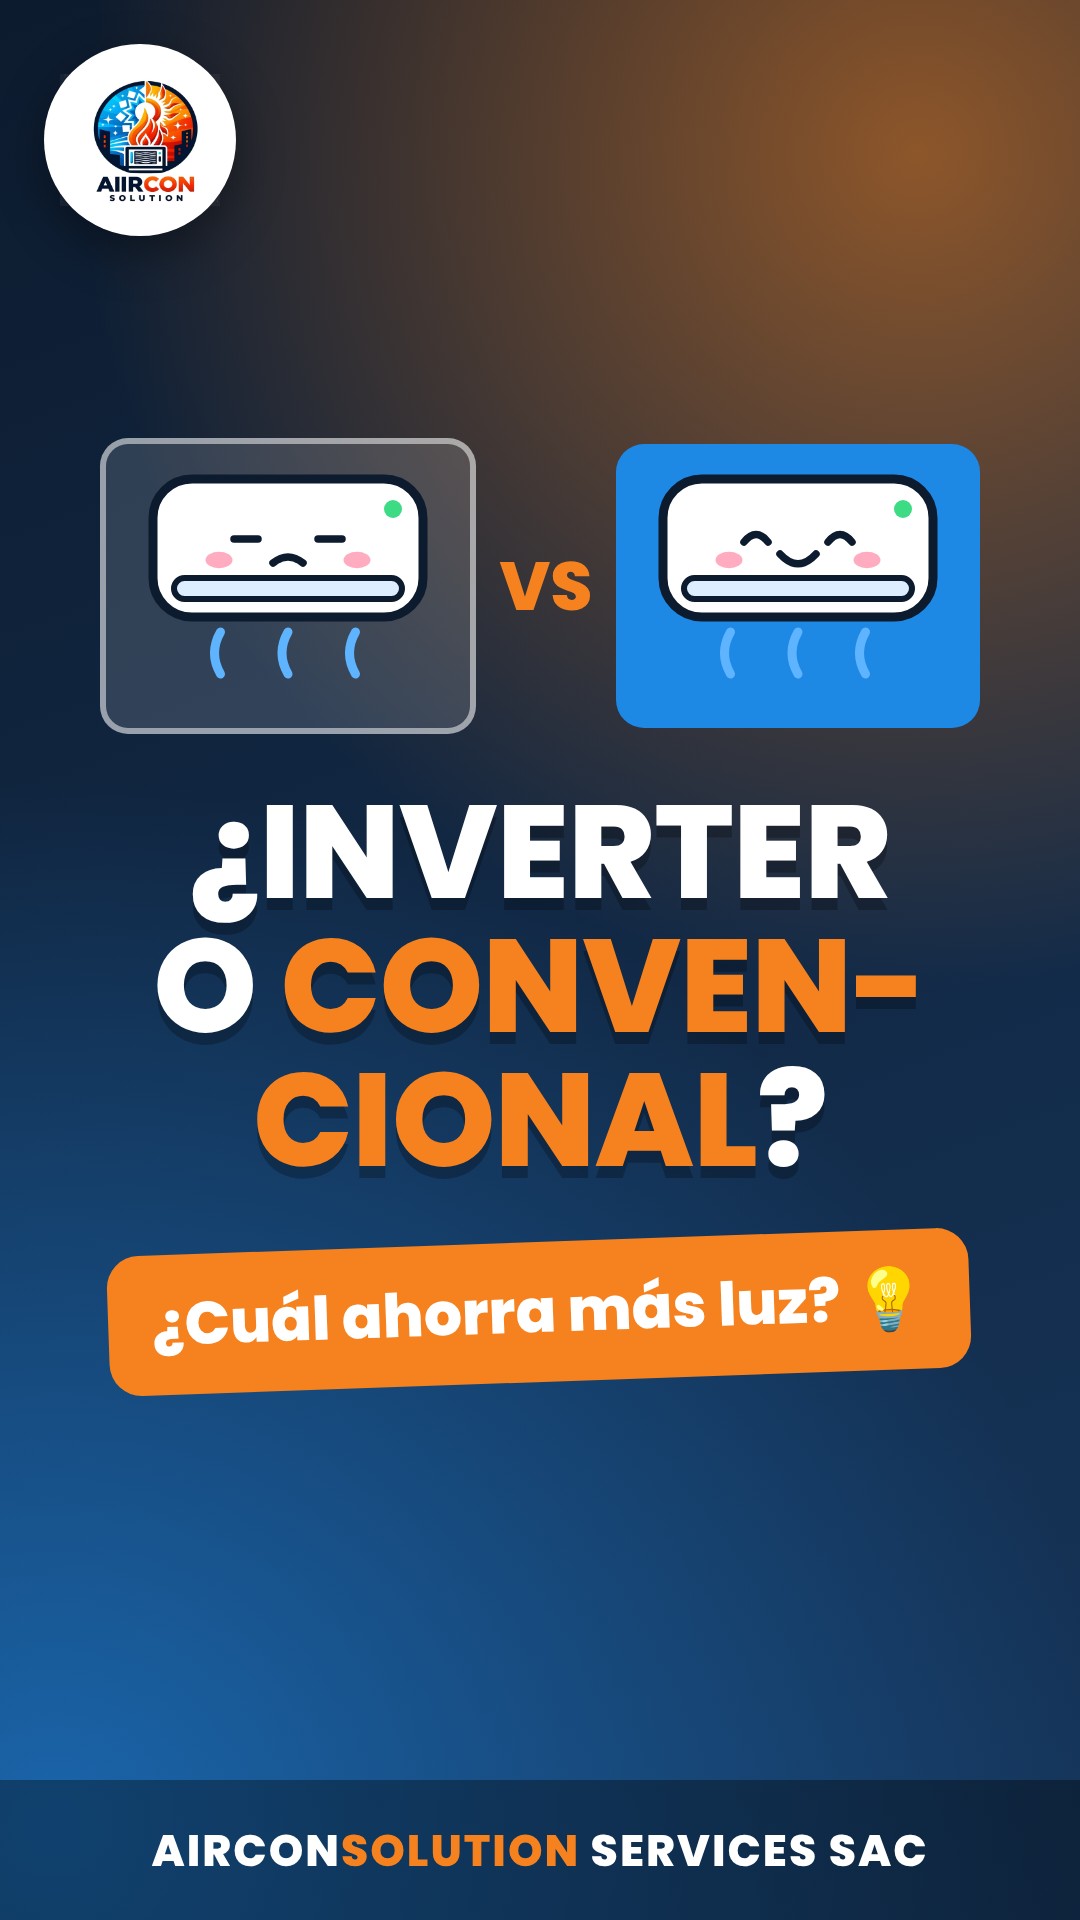 AIIRCON
SOLUTION
VS
¿INVERTER
O CONVEN-
CIONAL?
¿Cuál ahorra más luz?
AIRCONSOLUTION SERVICES SAC